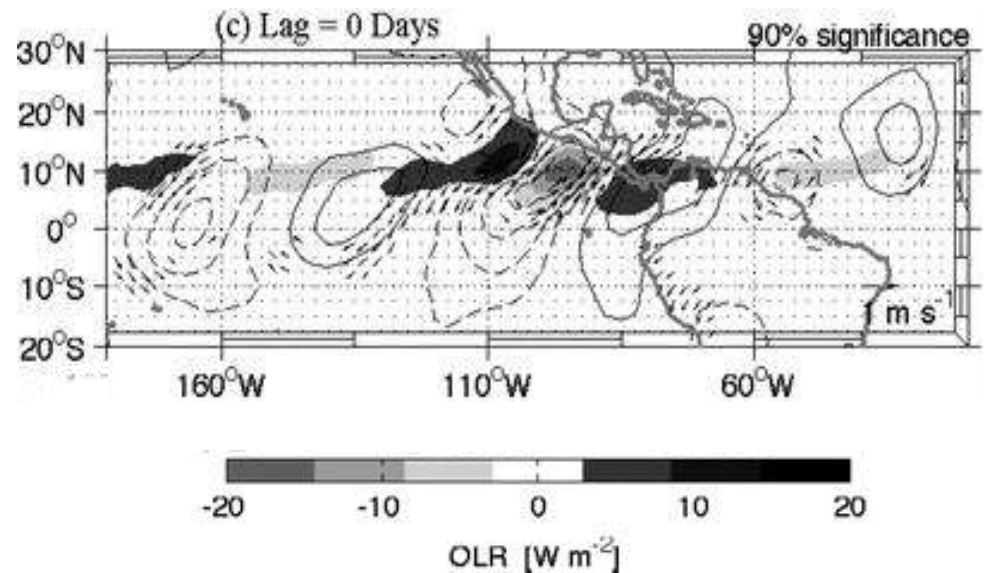 (c) Lag = 0 Days
90% significance
30°N
20°N
10°N
0°
10°S
20°S
1 m s⁻¹
160°W
110°W
60°W
-20
-10
0
10
20
OLR [W m⁻²]